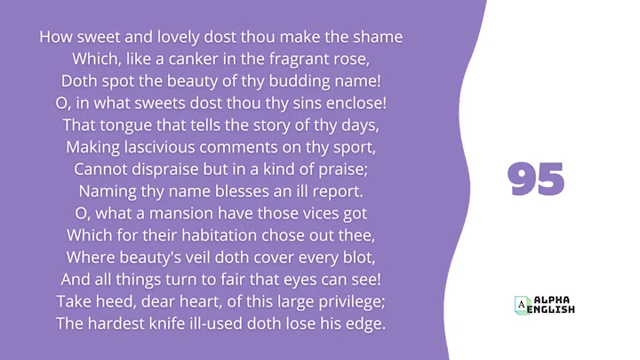 How sweet and lovely dost thou make the shame
Which, like a canker in the fragrant rose,
Doth spot the beauty of thy budding name!
O, in what sweets dost thou thy sins enclose!
That tongue that tells the story of thy days,
Making lascivious comments on thy sport,
Cannot dispraise but in a kind of praise;
Naming thy name blesses an ill report.
O, what a mansion have those vices got
Which for their habitation chose out thee,
Where beauty's veil doth cover every blot,
And all things turn to fair that eyes can see!
Take heed, dear heart, of this large privilege;
The hardest knife ill-used doth lose his edge.
95
A
ALPHA
ENGLISH